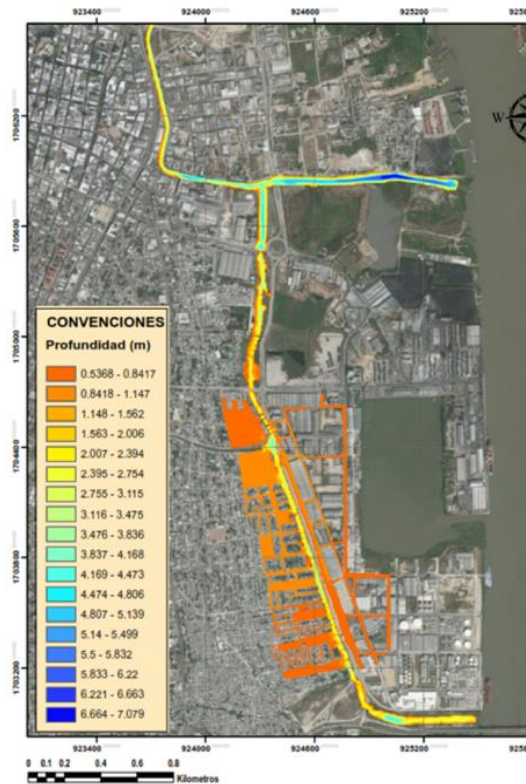 923400 924000 924600 925200 9258
1706200
1705600
1705000
1704400
1703800
1703200
W
CONVENCIONES
Profundidad (m)
0.5368 - 0.8417
0.8418 - 1.147
1.148 - 1.562
1.563 - 2.006
2.007 - 2.394
2.395 - 2.754
2.755 - 3.115
3.116 - 3.475
3.476 - 3.836
3.837 - 4.168
4.169 - 4.473
4.474 - 4.806
4.807 - 5.139
5.14 - 5.499
5.5 - 5.832
5.833 - 6.22
6.221 - 6.663
6.664 - 7.079
923400 924000 924600 925200 9258
0 0.1 0.2 0.4 0.6 0.8
Kilometros